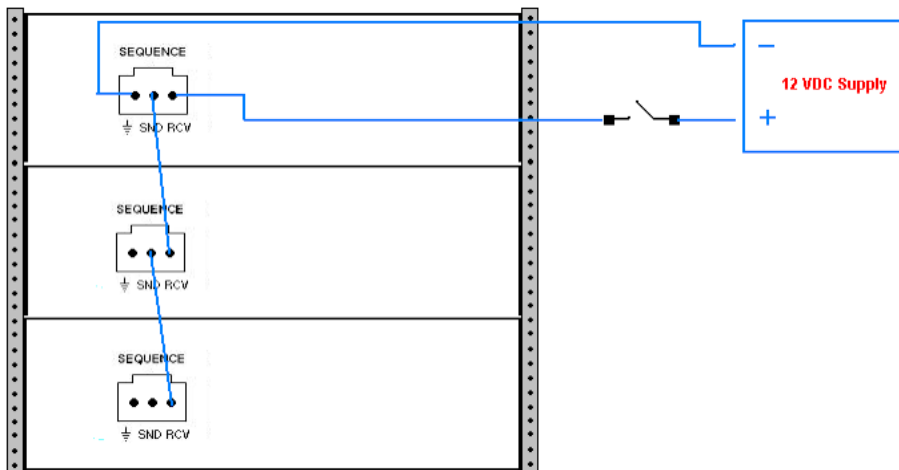 SEQUENCE
⏚ SND RCV
−
12 VDC Supply
+
SEQUENCE
⏚ SND RCV
SEQUENCE
⏚ SND RCV